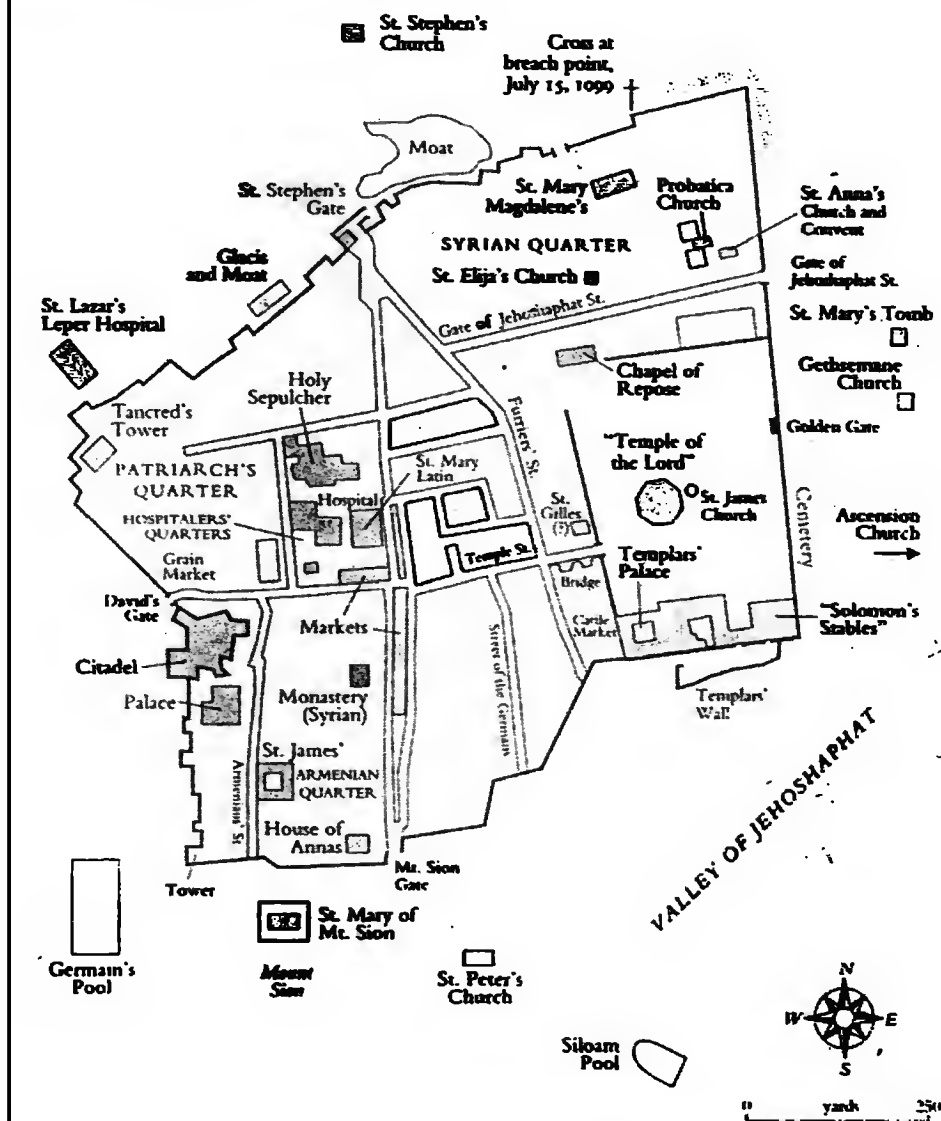 St. Stephen's
Church
Cross at
breach point,
July 15, 1099
Moat
St. Stephen's
Gate
St. Mary
Magdalene's
Probatica
Church
St. Anna's
Church and
Convent
SYRIAN QUARTER
Glacis
and Moat
St. Elija's Church
Gate of
Jehoshaphat St.
St. Lazar's
Leper Hospital
Gate of Jehoshaphat St.
St. Mary's Tomb
Holy
Sepulcher
Chapel of
Repose
Gethsemane
Church
Tancred's
Tower
Furriers' St.
Golden Gate
PATRIARCH'S
QUARTER
St. Mary
Latin
"Temple of
the Lord"
Hospital
St. James
Church
HOSPITALERS'
QUARTERS
St.
Gilles
(?)
Cemetery
Ascension
Church
Grain
Market
Temple St.
Templars'
Palace
Bridge
David's
Gate
Markets
Cattle
Market
"Solomon's
Stables"
Citadel
Street of the Germans
Palace
Monastery
(Syrian)
Templars'
Wall
St. James'
ARMENIAN
QUARTER
Armenians' St.
VALLEY OF JEHOSHAPHAT
House of
Annas
Mt. Sion
Gate
Tower
St. Mary of
Mt. Sion
Germain's
Pool
Mount
Sion
St. Peter's
Church
N
W
E
S
Siloam
Pool
0 yards 250